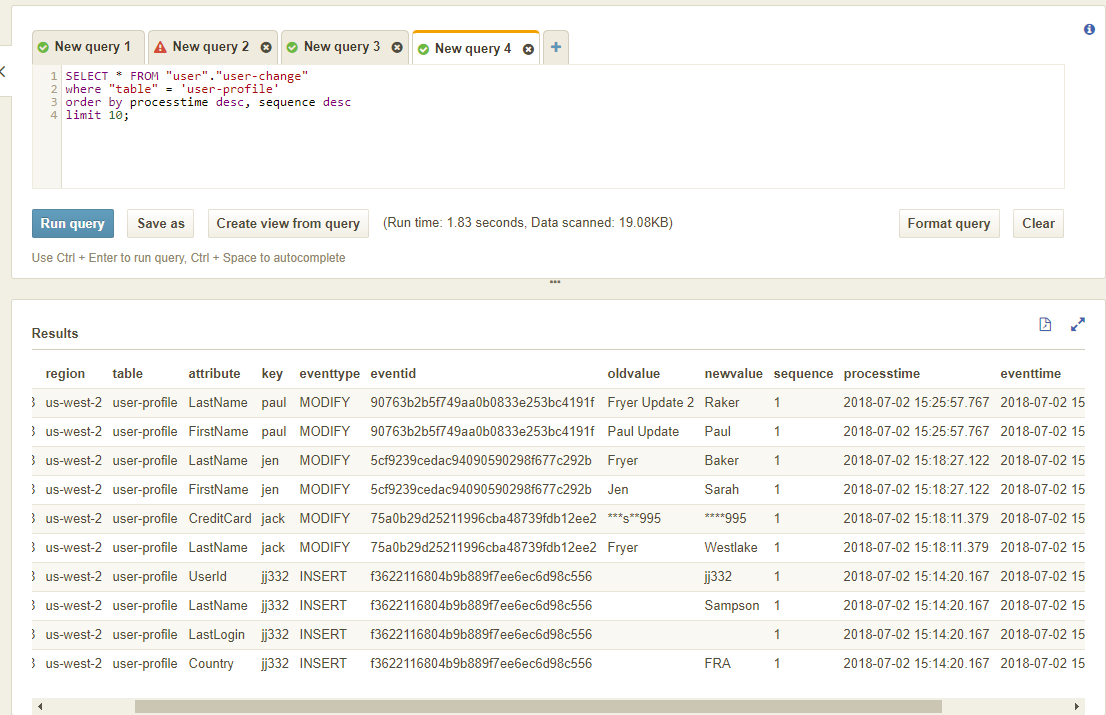 New query 1 New query 2 New query 3 New query 4
1 SELECT * FROM "user"."user-change"
2 where "table" = 'user-profile'
3 order by processtime desc, sequence desc
4 limit 10;
Run query Save as Create view from query (Run time: 1.83 seconds, Data scanned: 19.08KB) Format query Clear
Use Ctrl + Enter to run query, Ctrl + Space to autocomplete
Results
region table attribute key eventtype eventid oldvalue newvalue sequence processtime eventtime
us-west-2 user-profile LastName paul MODIFY 90763b2b5f749aa0b0833e253bc4191f Fryer Update 2 Raker 1 2018-07-02 15:25:57.767 2018-07-02 15
us-west-2 user-profile FirstName paul MODIFY 90763b2b5f749aa0b0833e253bc4191f Paul Update Paul 1 2018-07-02 15:25:57.767 2018-07-02 15
us-west-2 user-profile LastName jen MODIFY 5cf9239cedac94090590298f677c292b Fryer Baker 1 2018-07-02 15:18:27.122 2018-07-02 15
us-west-2 user-profile FirstName jen MODIFY 5cf9239cedac94090590298f677c292b Jen Sarah 1 2018-07-02 15:18:27.122 2018-07-02 15
us-west-2 user-profile CreditCard jack MODIFY 75a0b29d25211996cba48739fdb12ee2 ***s**995 ****995 1 2018-07-02 15:18:11.379 2018-07-02 15
us-west-2 user-profile LastName jack MODIFY 75a0b29d25211996cba48739fdb12ee2 Fryer Westlake 1 2018-07-02 15:18:11.379 2018-07-02 15
us-west-2 user-profile UserId jj332 INSERT f3622116804b9b889f7ee6ec6d98c556 jj332 1 2018-07-02 15:14:20.167 2018-07-02 15
us-west-2 user-profile LastName jj332 INSERT f3622116804b9b889f7ee6ec6d98c556 Sampson 1 2018-07-02 15:14:20.167 2018-07-02 15
us-west-2 user-profile LastLogin jj332 INSERT f3622116804b9b889f7ee6ec6d98c556 1 2018-07-02 15:14:20.167 2018-07-02 15
us-west-2 user-profile Country jj332 INSERT f3622116804b9b889f7ee6ec6d98c556 FRA 1 2018-07-02 15:14:20.167 2018-07-02 15